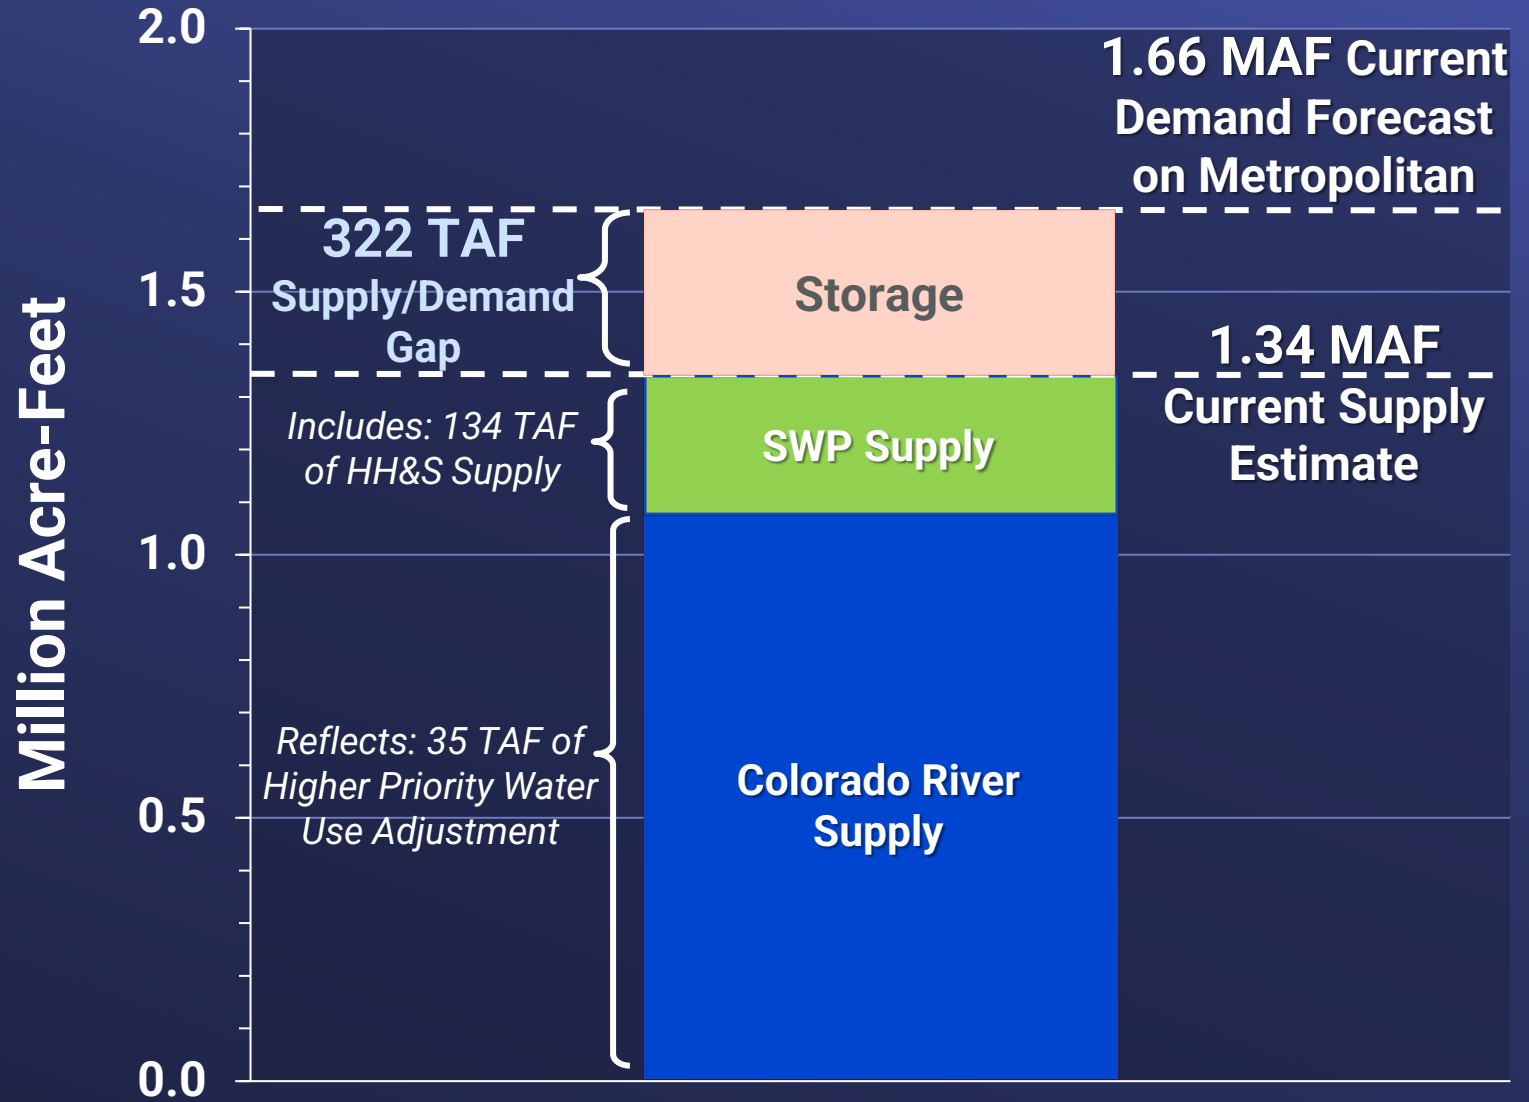 2.0
1.66 MAF Current
Demand Forecast
on Metropolitan
322 TAF
Supply/Demand
Gap
1.5
Storage
1.34 MAF
Current Supply
Estimate
Includes: 134 TAF
of HH&S Supply
SWP Supply
1.0
Million Acre-Feet
Reflects: 35 TAF of
Higher Priority Water
Use Adjustment
Colorado River
Supply
0.5
0.0